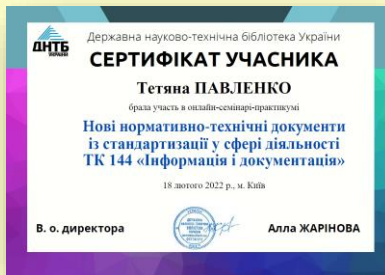 ДНТБ
УКРАЇНИ
Державна науково-технічна бібліотека України
СЕРТИФІКАТ УЧАСНИКА
Тетяна ПАВЛЕНКО
брала участь в онлайн-семінарі-практикумі
Нові нормативно-технічні документи
із стандартизації у сфері діяльності
ТК 144 «Інформація і документація»
18 лютого 2022 р., м. Київ
В. о. директора
Алла ЖАРІНОВА